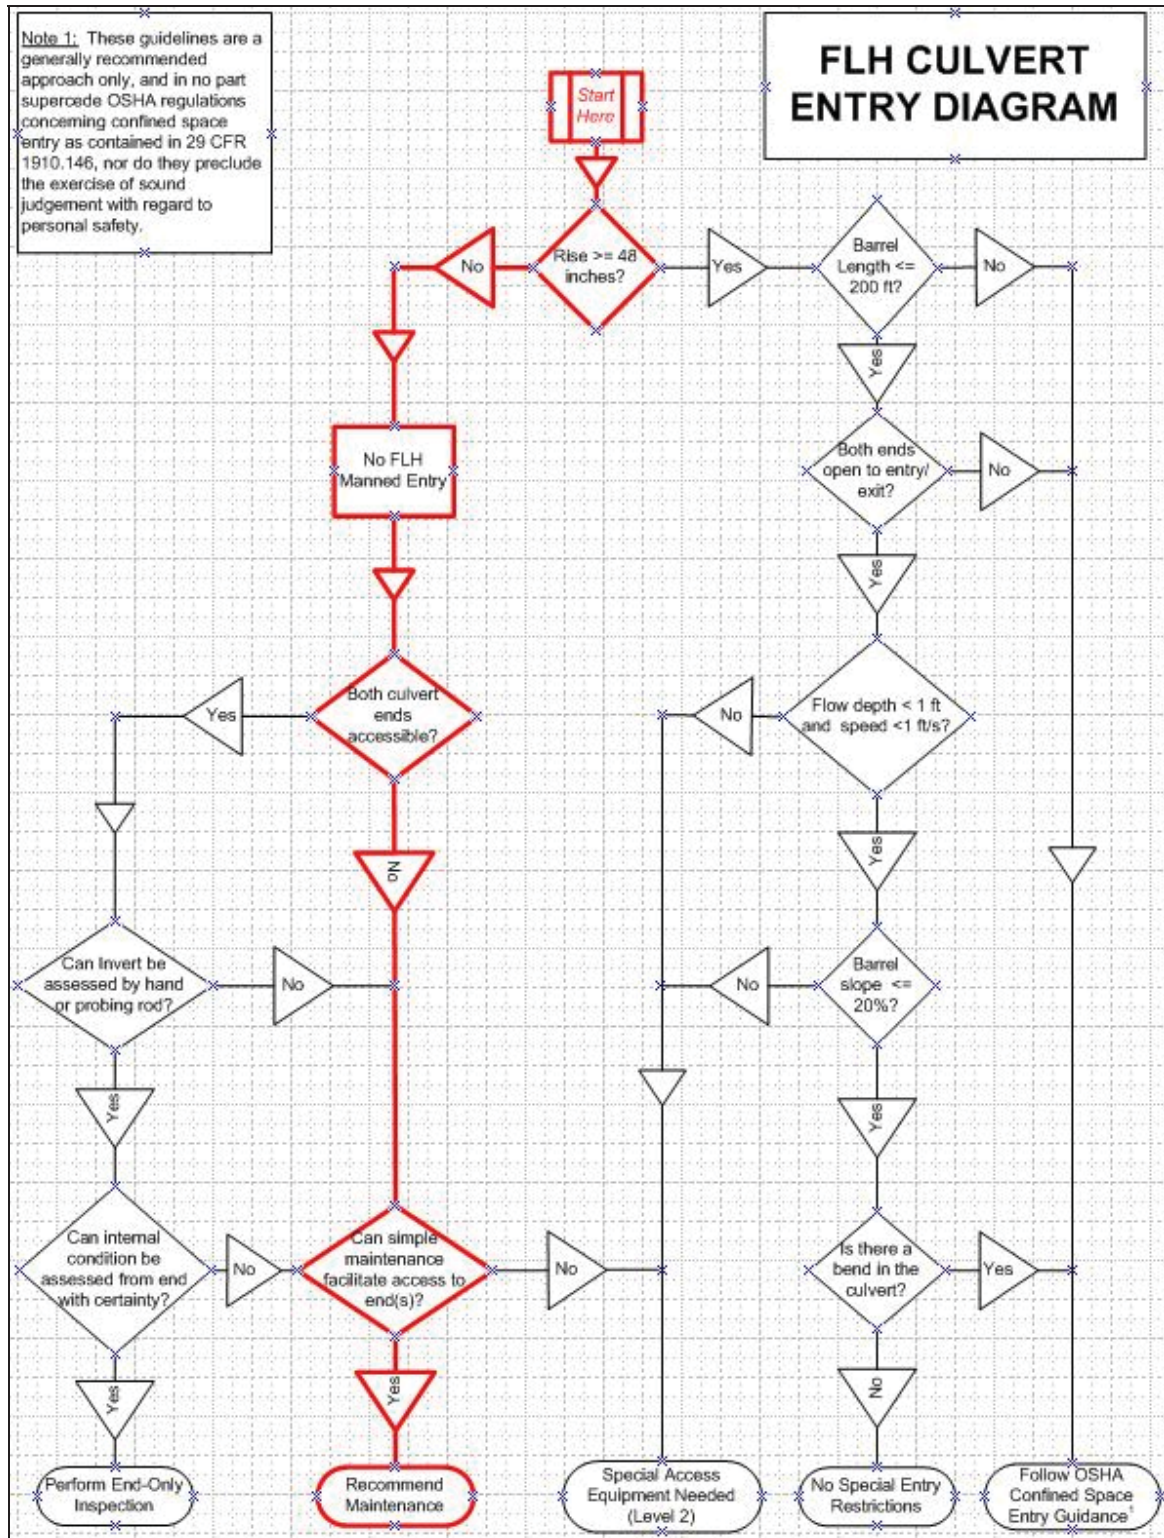 Note 1: These guidelines are a
generally recommended
approach only, and in no part
supercede OSHA regulations
concerning confined space
entry as contained in 29 CFR
1910.146, nor do they preclude
the exercise of sound
judgement with regard to
personal safety.
FLH CULVERT
ENTRY DIAGRAM
Start
Here
Rise >= 48
inches?
No
Yes
Barrel
Length <=
200 ft?
No
Yes
No FLH
Manned Entry
Both ends
open to entry/
exit?
No
Yes
Both culvert
ends
accessible?
Yes
No
Flow depth < 1 ft
and speed <1 ft/s?
No
Yes
Can Invert be
assessed by hand
or probing rod?
No
Yes
Barrel
slope <=
20%?
No
Yes
Can internal
condition be
assessed from end
with certainty?
No
Yes
Can simple
maintenance
facilitate access to
end(s)?
No
Yes
Is there a
bend in the
culvert?
Yes
No
Perform End-Only
Inspection
Recommend
Maintenance
Special Access
Equipment Needed
(Level 2)
No Special Entry
Restrictions
Follow OSHA
Confined Space
Entry Guidance¹